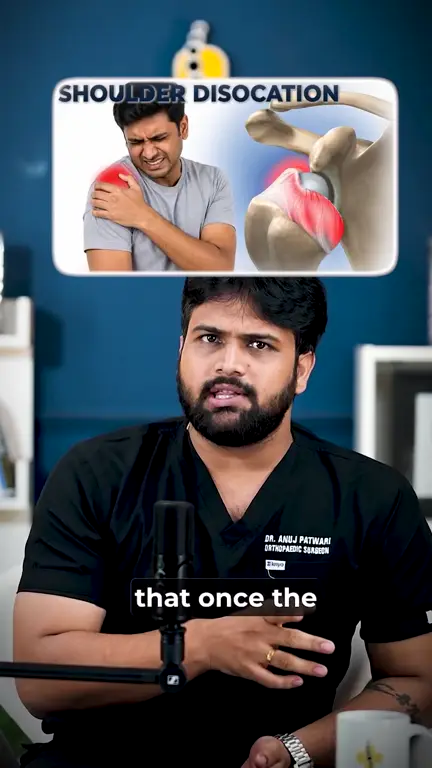 SHOULDER DISOCATION
DR. ANUJ PATWARI
ORTHOPAEDIC SURGEON
that once the